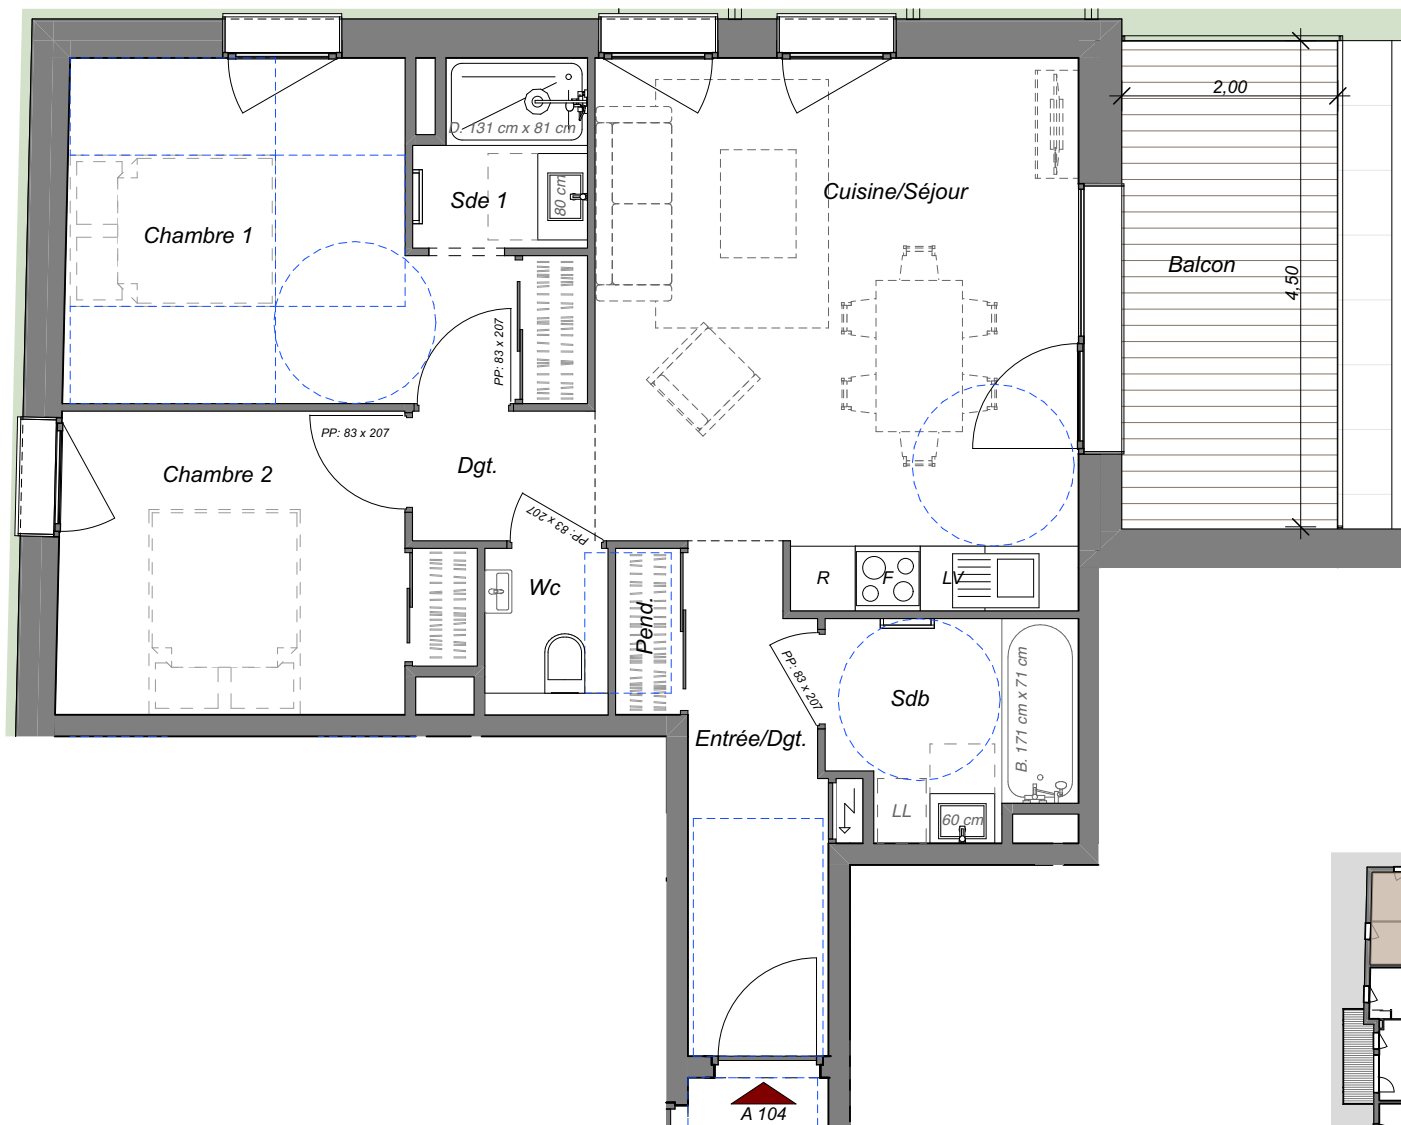 2,00
D. 131 cm x 81 cm
Cuisine/Séjour
Sde 1
80 cm
Chambre 1
Balcon
4,50
PP: 83 x 207
PP: 83 x 207
Chambre 2
Dgt.
PP: 83 x 207
R
F
LV
Wc
Pend.
PP: 83 x 207
Sdb
B. 171 cm x 71 cm
Entrée/Dgt.
LL
60 cm
A 104